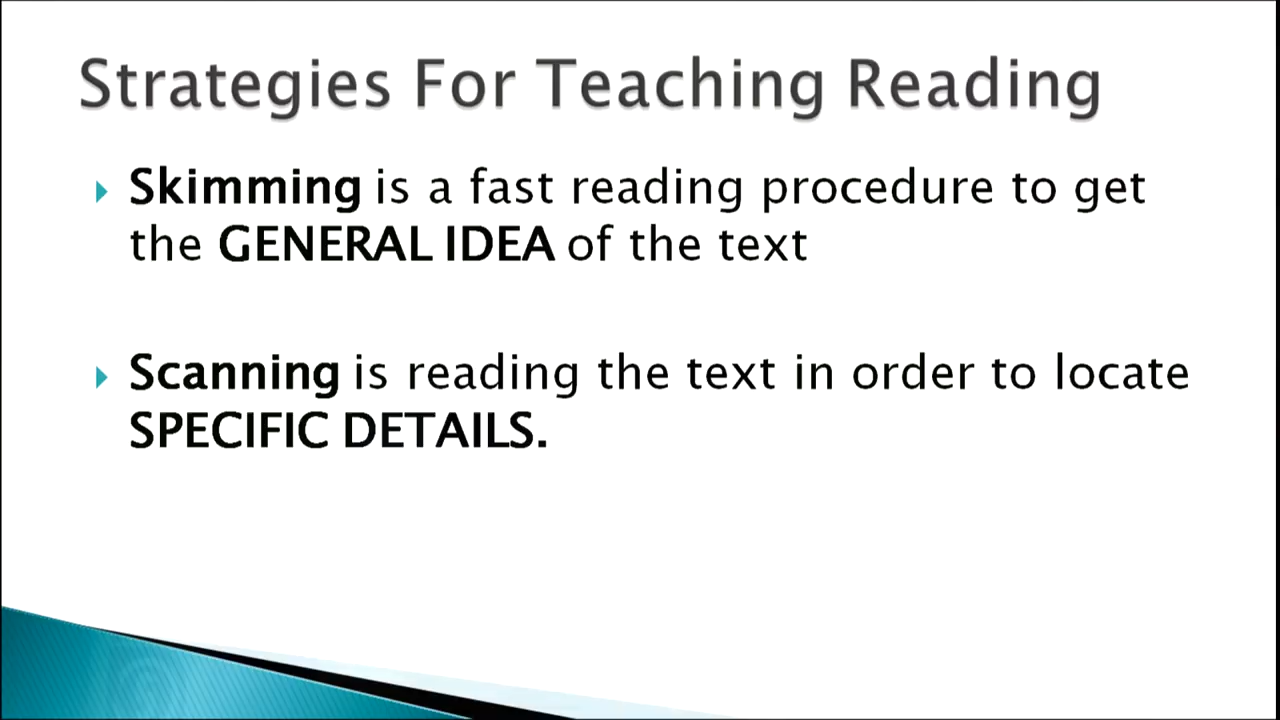 Strategies For Teaching Reading
Skimming is a fast reading procedure to get
the GENERAL IDEA of the text
Scanning is reading the text in order to locate
SPECIFIC DETAILS.